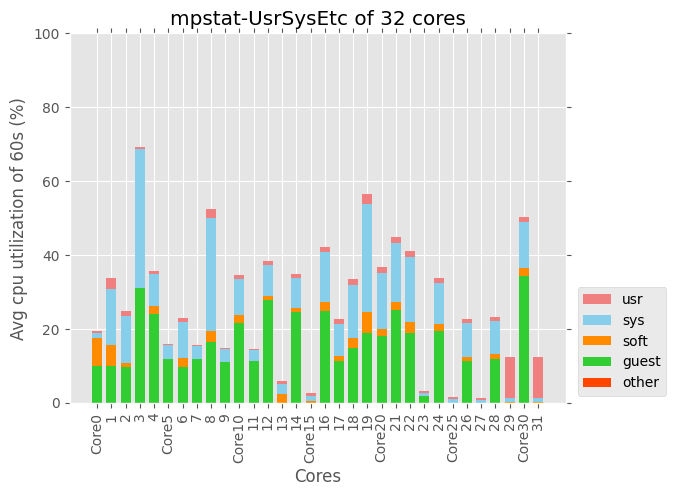 mpstat-UsrSysEtc of 32 cores
Avg cpu utilization of 60s (%)
100
80
60
40
20
0
Core0
1
2
3
4
Core5
6
7
8
9
Core10
11
12
13
14
Core15
16
17
18
19
Core20
21
22
23
24
Core25
26
27
28
29
Core30
31
Cores
usr
sys
soft
guest
other